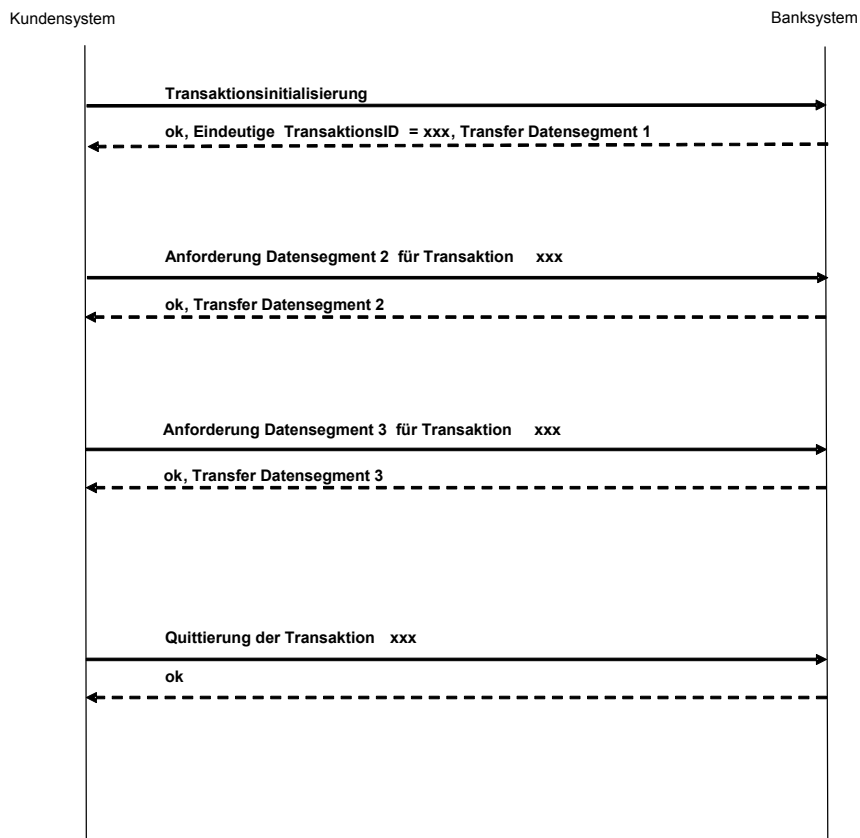 Kundensystem
Banksystem
Transaktionsinitialisierung
ok, Eindeutige TransaktionsID = xxx, Transfer Datensegment 1
Anforderung Datensegment 2 für Transaktion xxx
ok, Transfer Datensegment 2
Anforderung Datensegment 3 für Transaktion xxx
ok, Transfer Datensegment 3
Quittierung der Transaktion xxx
ok